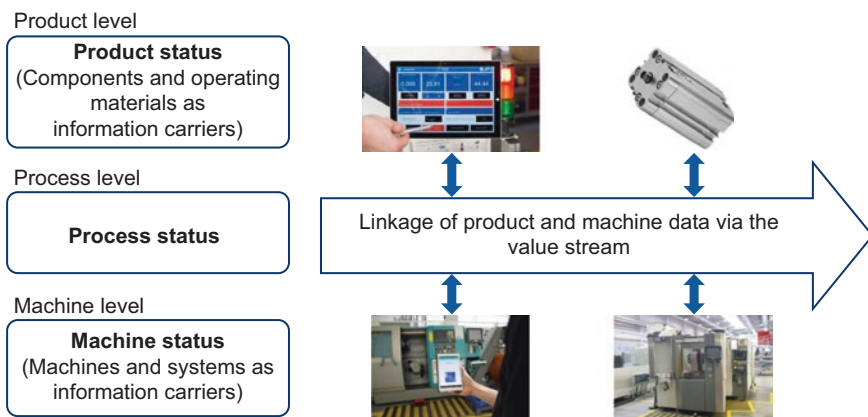 Product level
Product status
(Components and operating
materials as
information carriers)
Process level
Process status
Linkage of product and machine data via the
value stream
Machine level
Machine status
(Machines and systems as
information carriers)